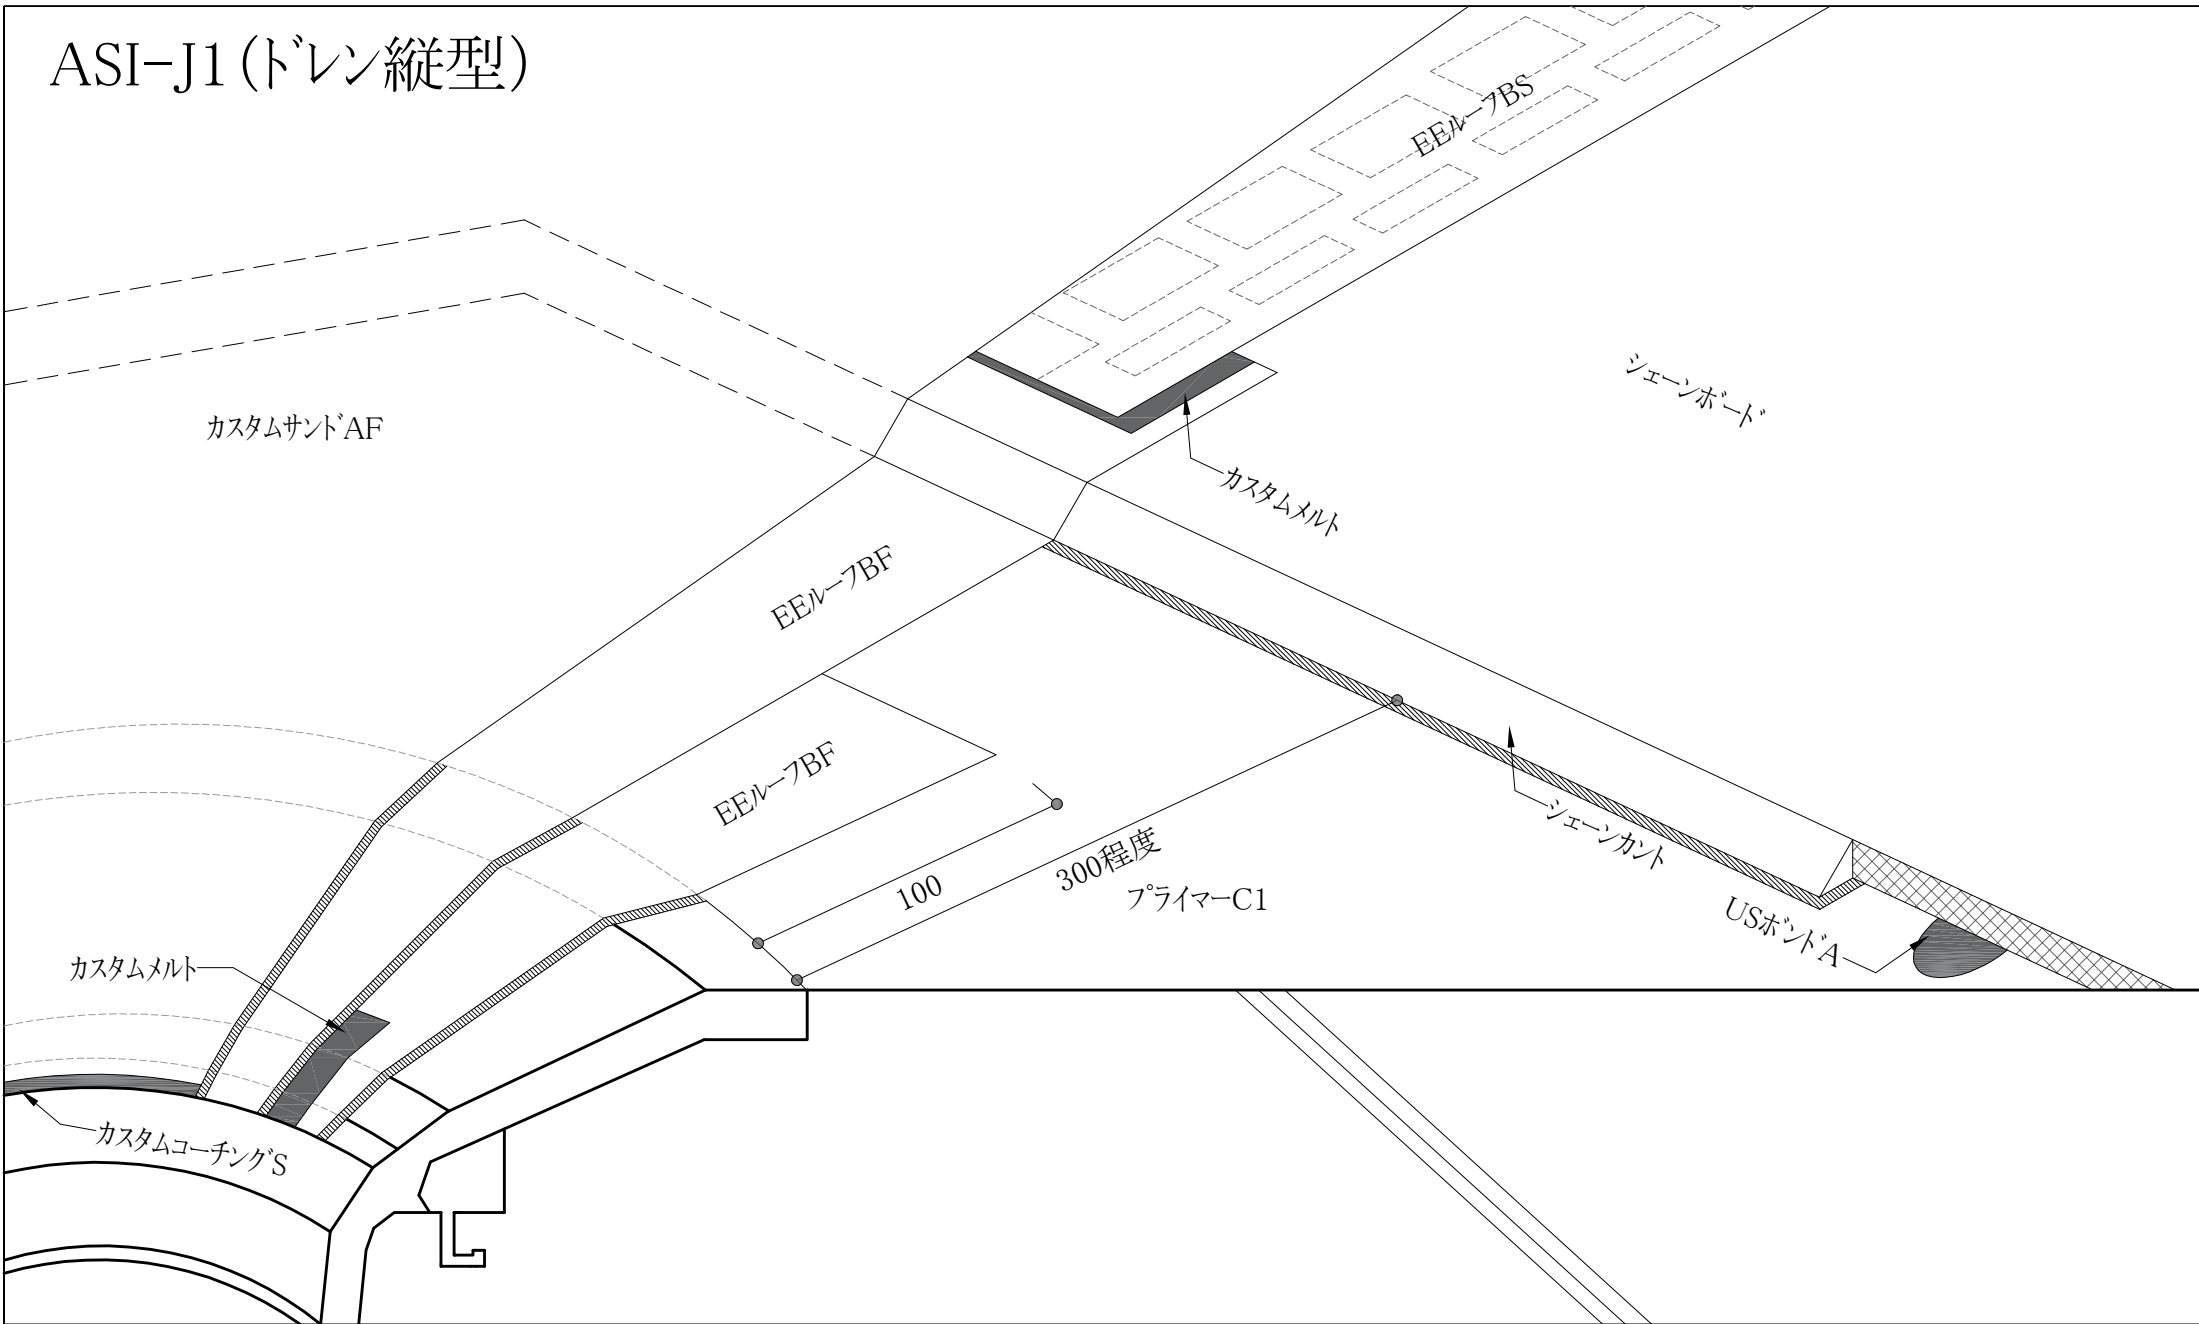 ASI-J1(ドレン縦型)
EEルーフBS
シェーンボード
カスタムサンドAF
カスタムメルト
EEルーフBF
EEルーフBF
シェーンカント
300程度
100
プライマーC1
USボンドA
カスタムメルト
カスタムコーチングS